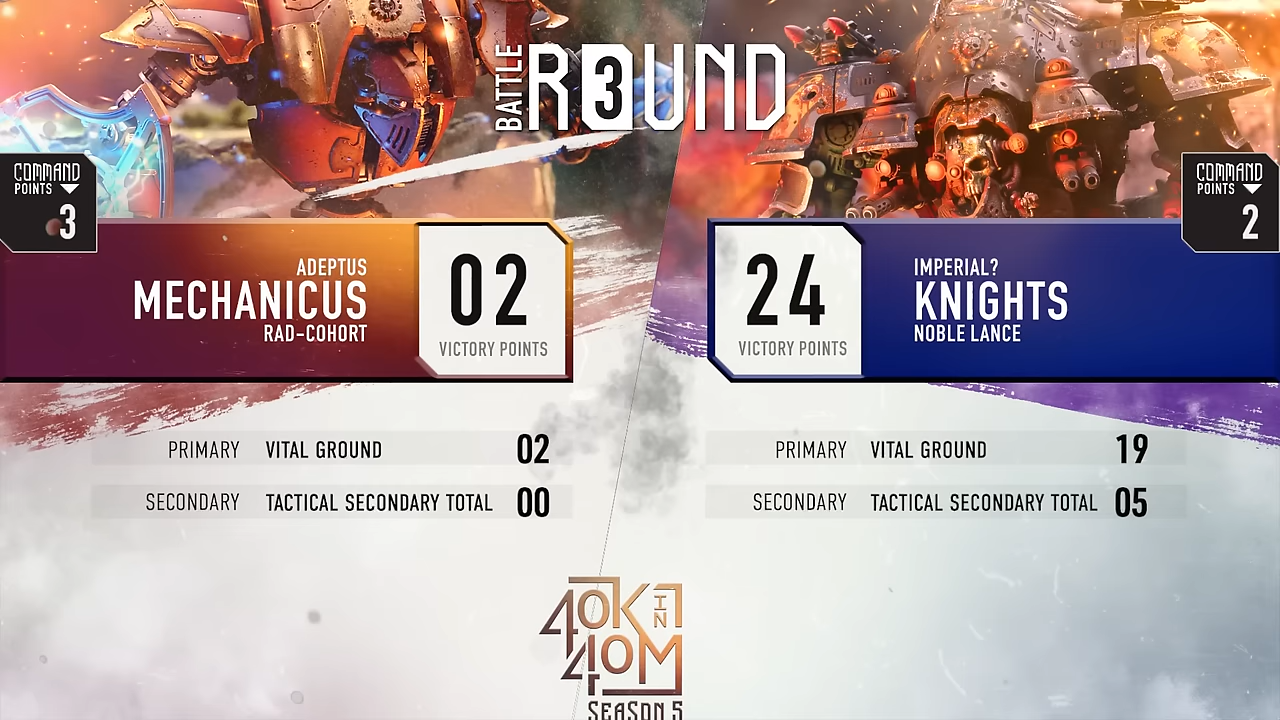 BATTLE
R3UND
COMMAND
POINTS
3
ADEPTUS
MECHANICUS
RAD-COHORT
02
VICTORY POINTS
24
VICTORY POINTS
IMPERIAL?
KNIGHTS
NOBLE LANCE
COMMAND
POINTS
2
PRIMARY VITAL GROUND 02
SECONDARY TACTICAL SECONDARY TOTAL 00
PRIMARY VITAL GROUND 19
SECONDARY TACTICAL SECONDARY TOTAL 05
40K IN
40M
SEASON 5